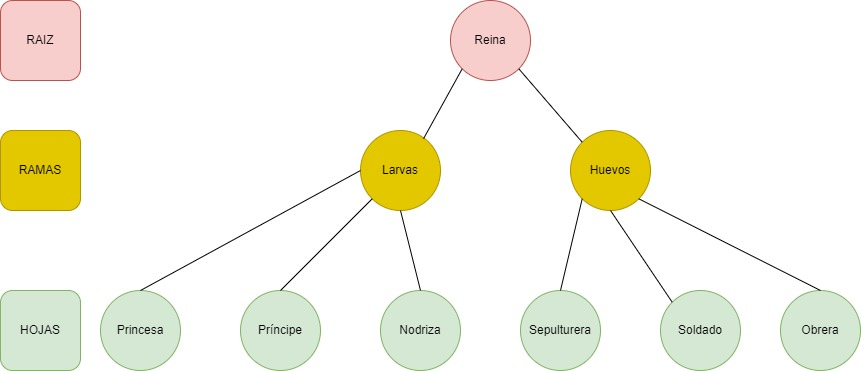 RAIZ
Reina
RAMAS
Larvas
Huevos
HOJAS
Princesa
Príncipe
Nodriza
Sepulturera
Soldado
Obrera